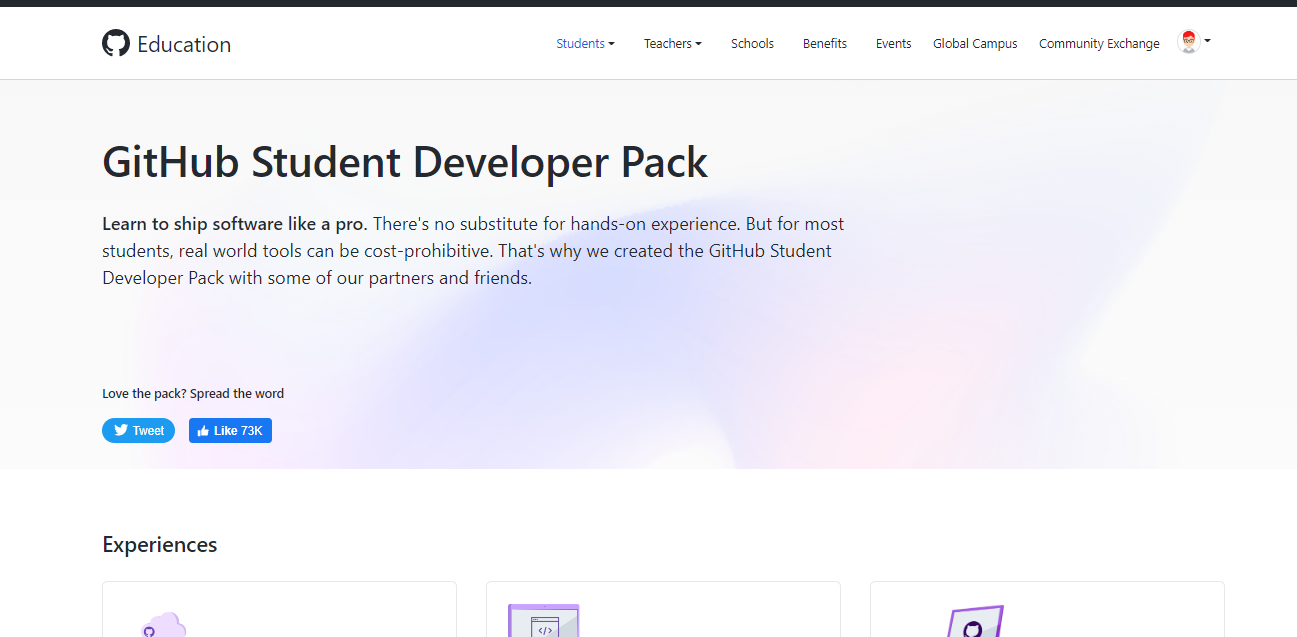 Education
Students
Teachers
Schools
Benefits
Events
Global Campus
Community Exchange
GitHub Student Developer Pack
Learn to ship software like a pro. There's no substitute for hands-on experience. But for most
students, real world tools can be cost-prohibitive. That's why we created the GitHub Student
Developer Pack with some of our partners and friends.
Love the pack? Spread the word
Tweet
Like 73K
Experiences
</>